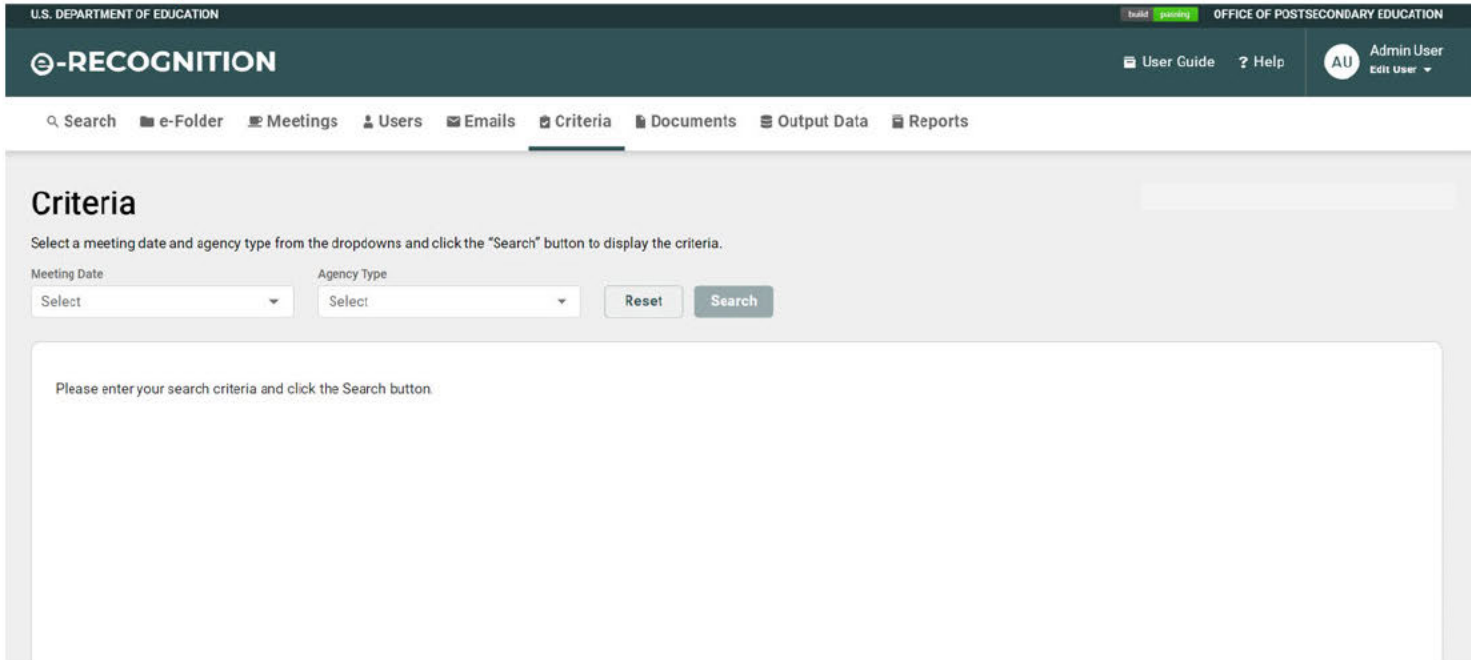 U.S. DEPARTMENT OF EDUCATION
build passing OFFICE OF POSTSECONDARY EDUCATION
e-RECOGNITION
User Guide ? Help AU Admin User
Edit User
Search e-Folder Meetings Users Emails Criteria Documents Output Data Reports
Criteria
Select a meeting date and agency type from the dropdowns and click the "Search" button to display the criteria.
Meeting Date Agency Type
Select Select Reset Search
Please enter your search criteria and click the Search button.